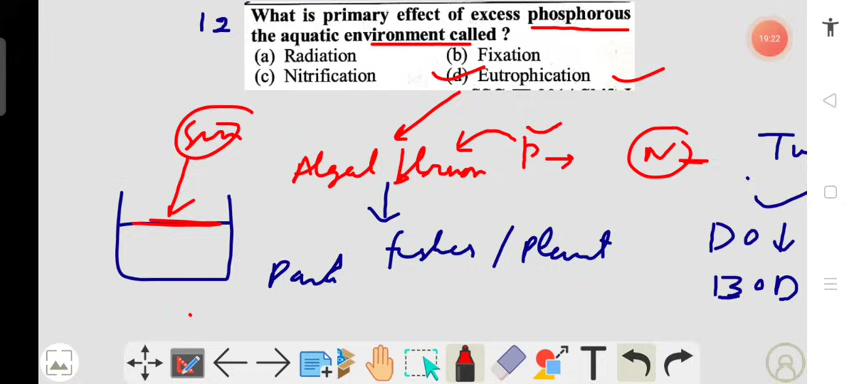 12
What is primary effect of excess phosphorous
the aquatic environment called ?
(a) Radiation (b) Fixation
(c) Nitrification (d) Eutrophication
19:22
Sun
Algal bloom P N2
fishes / plant
DO↓
BOD
T